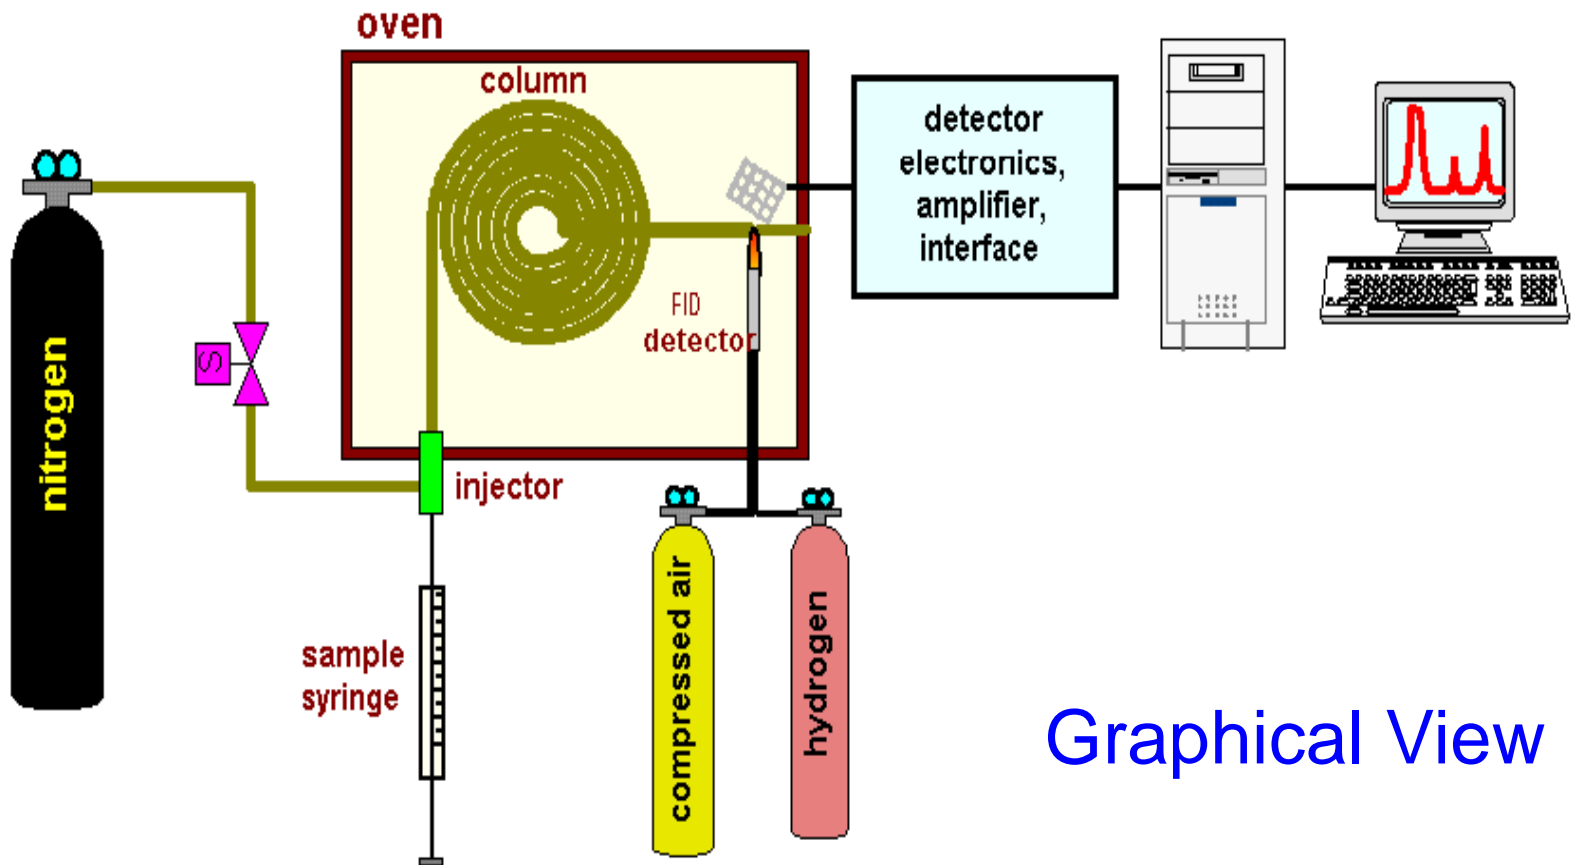 oven
column
detector
electronics,
amplifier,
interface
FID
detector
nitrogen
S
injector
sample
syringe
compressed air
hydrogen
Graphical View